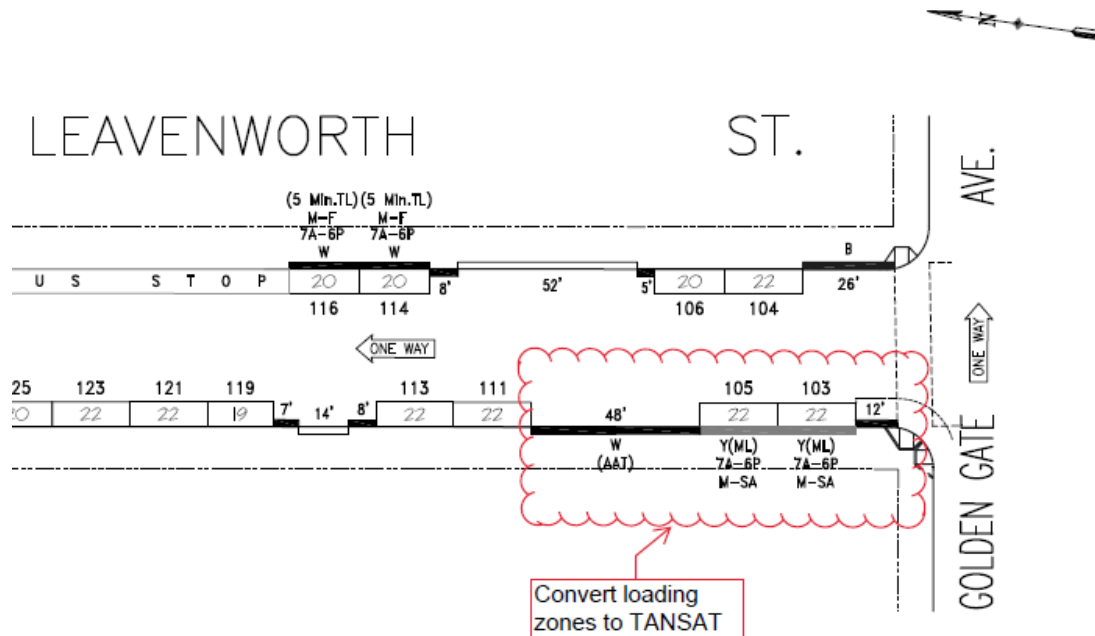 N
LEAVENWORTH ST.
AVE.
(5 Min.TL) (5 Min.TL)
M-F M-F
7A-6P 7A-6P
W W
B
US STOP 20 20 8' 52' 5' 20 22 26'
116 114 106 104
ONE WAY
ONE WAY
25 123 121 119 113 111 105 103
20 22 22 19 7' 14' 8' 22 22 48' 22 22 12'
W Y(ML) Y(ML)
(AAT) 7A-6P 7A-6P
M-SA M-SA
GOLDEN GATE
Convert loading
zones to TANSAT